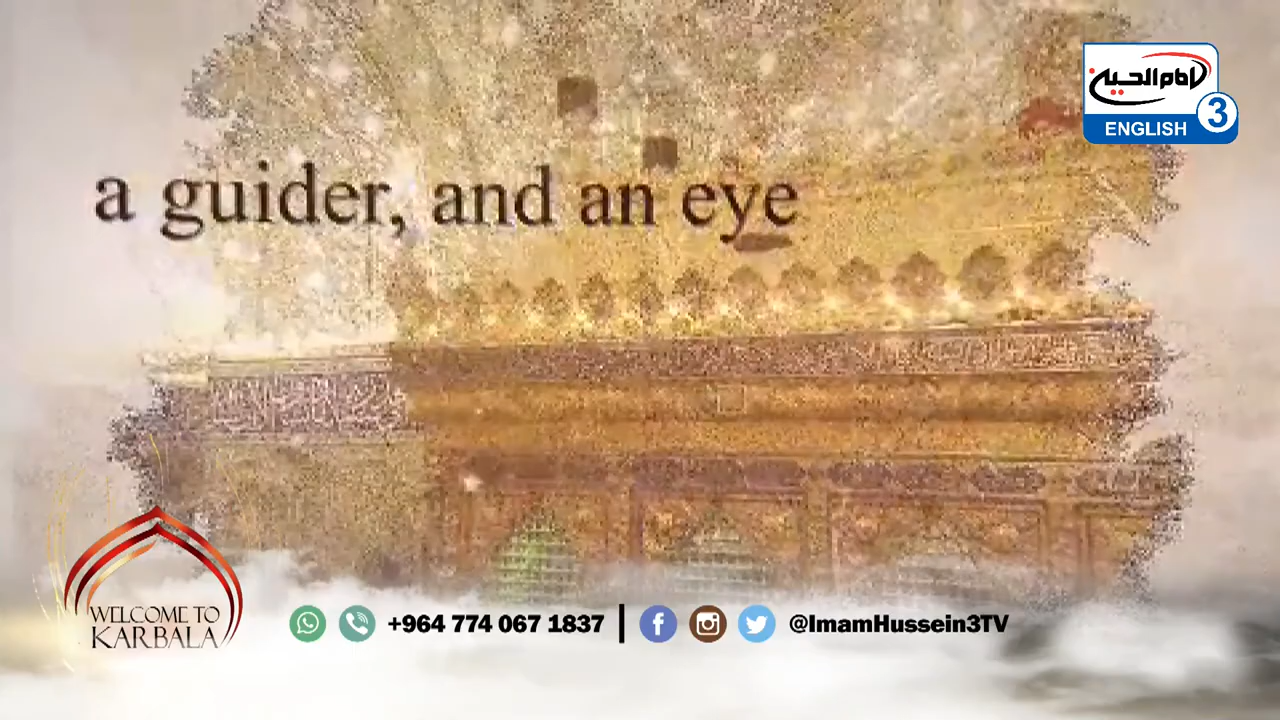 امام الحسين
3
ENGLISH
a guider, and an eye
WELCOME TO
KARBALA
+964 774 067 1837
@ImamHussein3TV